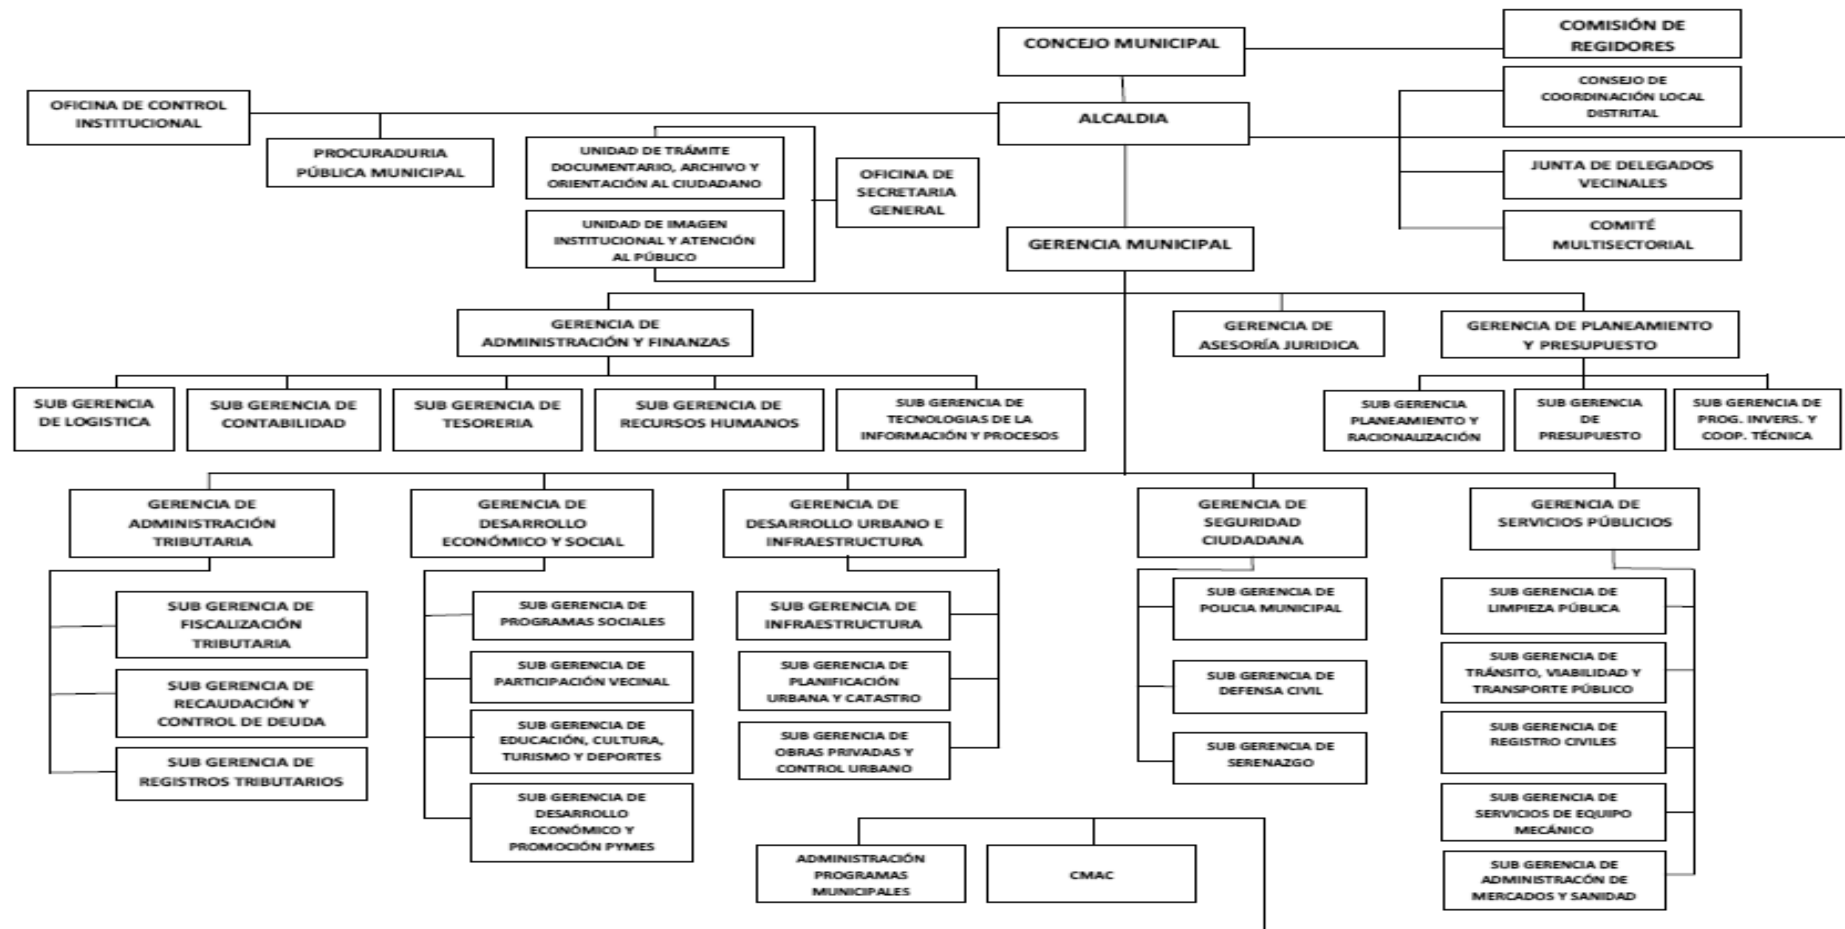 CONCEJO MUNICIPAL
COMISIÓN DE
REGIDORES
OFICINA DE CONTROL
INSTITUCIONAL
ALCALDIA
CONSEJO DE
COORDINACIÓN LOCAL
DISTRITAL
PROCURADURIA
PÚBLICA MUNICIPAL
UNIDAD DE TRÁMITE
DOCUMENTARIO, ARCHIVO Y
ORIENTACIÓN AL CIUDADANO
OFICINA DE
SECRETARIA
GENERAL
JUNTA DE DELEGADOS
VECINALES
UNIDAD DE IMAGEN
INSTITUCIONAL Y ATENCIÓN
AL PÚBLICO
GERENCIA MUNICIPAL
COMITÉ
MULTISECTORIAL
GERENCIA DE
ADMINISTRACIÓN Y FINANZAS
GERENCIA DE
ASESORÍA JURIDICA
GERENCIA DE PLANEAMIENTO
Y PRESUPUESTO
SUB GERENCIA
DE LOGISTICA
SUB GERENCIA DE
CONTABILIDAD
SUB GERENCIA DE
TESORERIA
SUB GERENCIA DE
RECURSOS HUMANOS
SUB GERENCIA DE
TECNOLOGIAS DE LA
INFORMACIÓN Y PROCESOS
SUB GERENCIA
PLANEAMIENTO Y
RACIONALIZACIÓN
SUB GERENCIA
DE
PRESUPUESTO
SUB GERENCIA DE
PROG. INVERS. Y
COOP. TÉCNICA
GERENCIA DE
ADMINISTRACIÓN
TRIBUTARIA
GERENCIA DE
DESARROLLO
ECONÓMICO Y SOCIAL
GERENCIA DE
DESARROLLO URBANO E
INFRAESTRUCTURA
GERENCIA DE
SEGURIDAD
CIUDADANA
GERENCIA DE
SERVICIOS PÚBLICIOS
SUB GERENCIA DE
FISCALIZACIÓN
TRIBUTARIA
SUB GERENCIA DE
RECAUDACIÓN Y
CONTROL DE DEUDA
SUB GERENCIA DE
REGISTROS TRIBUTARIOS
SUB GERENCIA DE
PROGRAMAS SOCIALES
SUB GERENCIA DE
PARTICIPACIÓN VECINAL
SUB GERENCIA DE
EDUCACIÓN, CULTURA,
TURISMO Y DEPORTES
SUB GERENCIA DE
DESARROLLO
ECONÓMICO Y
PROMOCIÓN PYMES
SUB GERENCIA DE
INFRAESTRUCTURA
SUB GERENCIA DE
PLANIFICACIÓN
URBANA Y CATASTRO
SUB GERENCIA DE
OBRAS PRIVADAS Y
CONTROL URBANO
SUB GERENCIA DE
POLICIA MUNICIPAL
SUB GERENCIA DE
DEFENSA CIVIL
SUB GERENCIA DE
SERENAZGO
SUB GERENCIA DE
LIMPIEZA PÚBLICA
SUB GERENCIA DE
TRÁNSITO, VIABILIDAD Y
TRANSPORTE PÚBLICO
SUB GERENCIA DE
REGISTRO CIVILES
SUB GERENCIA DE
SERVICIOS DE EQUIPO
MECÁNICO
SUB GERENCIA DE
ADMINISTRACÓN DE
MERCADOS Y SANIDAD
ADMINISTRACIÓN
PROGRAMAS
MUNICIPALES
CMAC